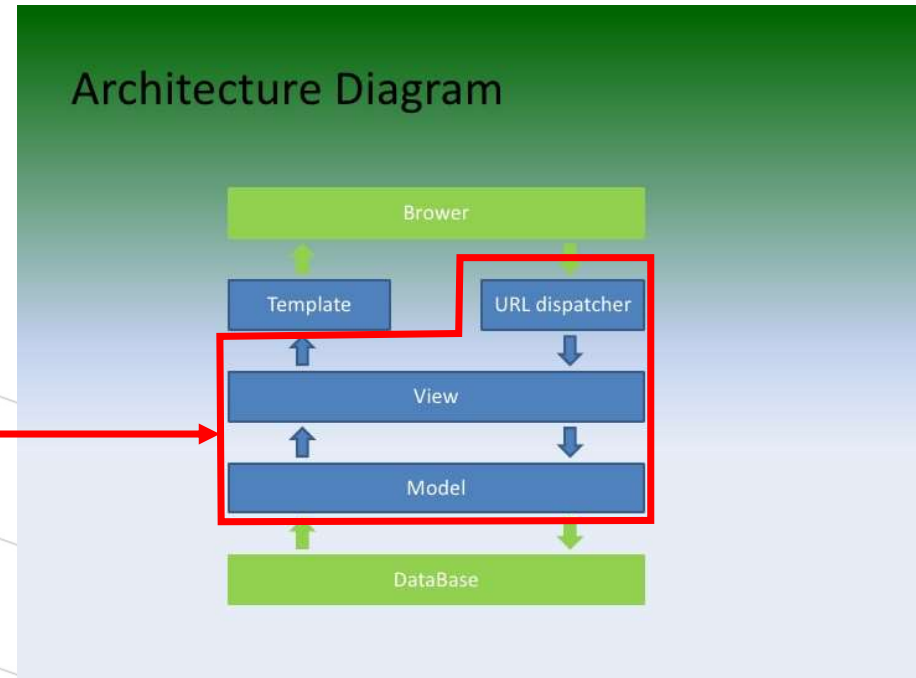 Architecture Diagram
Brower
Template
URL dispatcher
View
Model
DataBase